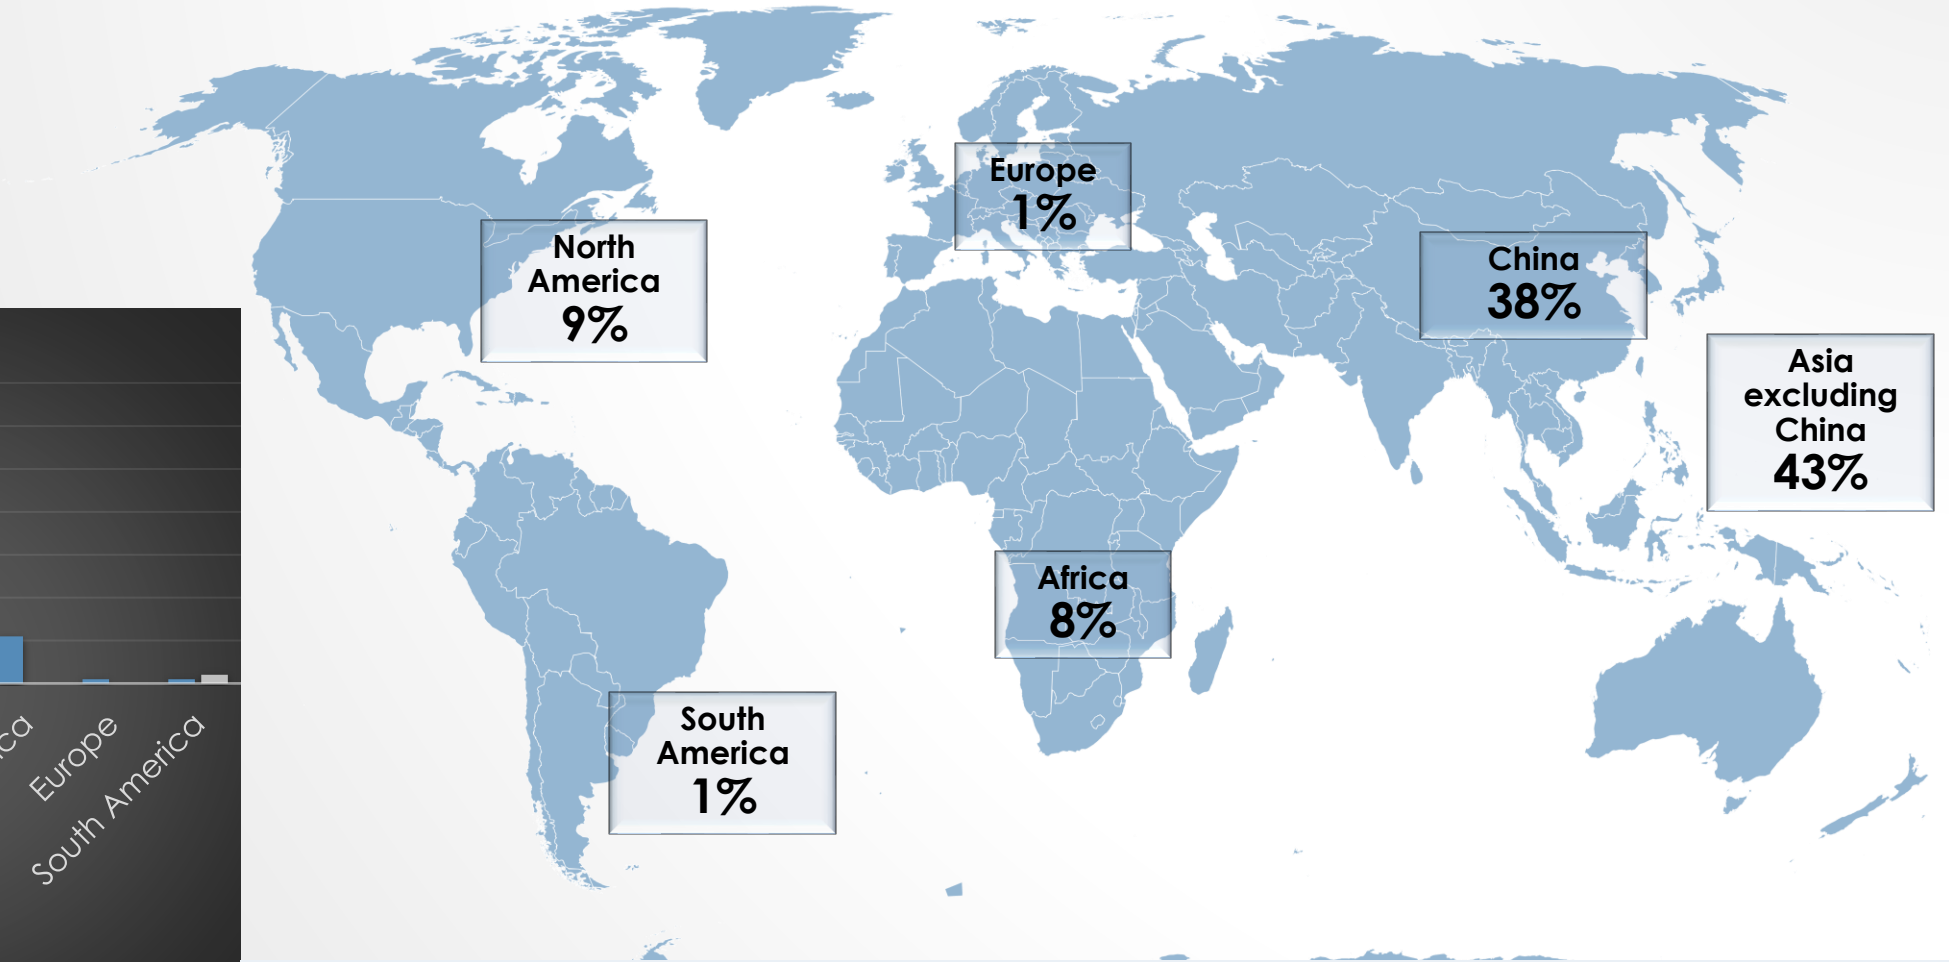 Europe
1%
North
America
9%
China
38%
Asia
excluding
China
43%
Africa
8%
South
America
1%
Europe
South America